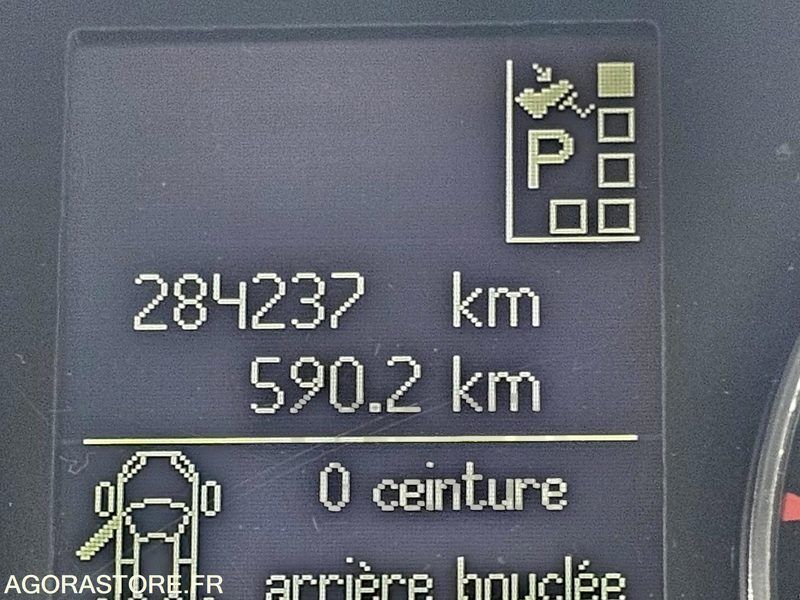 P
284237 km
590.2 km
0 ceinture
arrière bouclée
AGORASTORE.FR